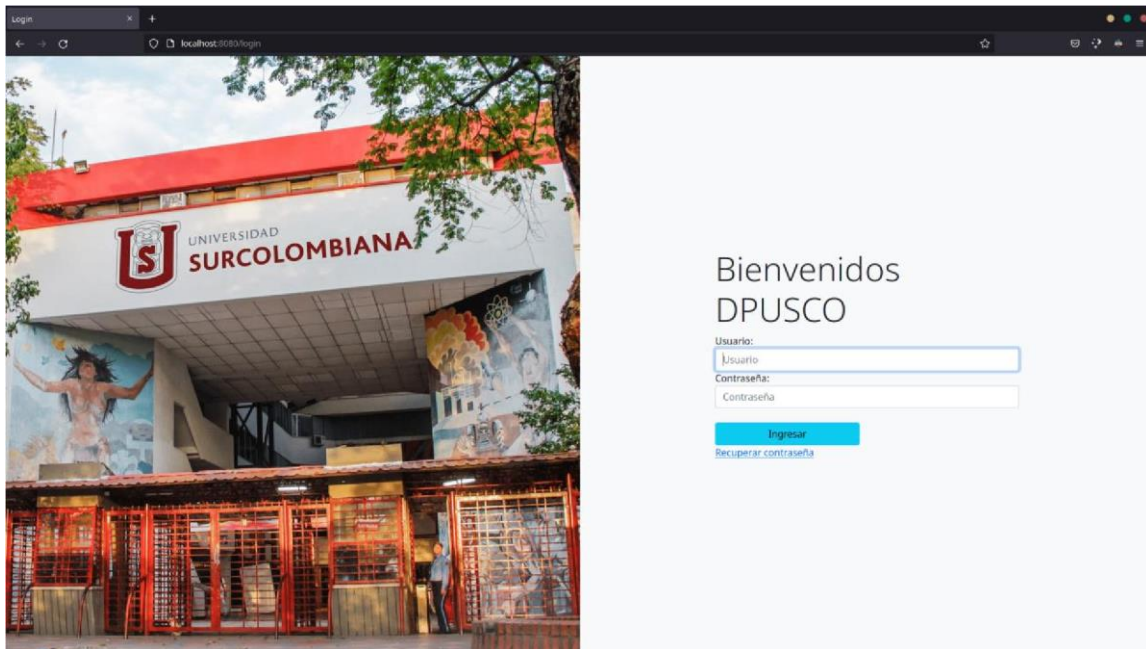 Login
localhost:8080/login
UNIVERSIDAD
SURCOLOMBIANA
Bienvenidos
DPUSCO
Usuario:
Usuario
Contraseña:
Contraseña
Ingresar
Recuperar contraseña